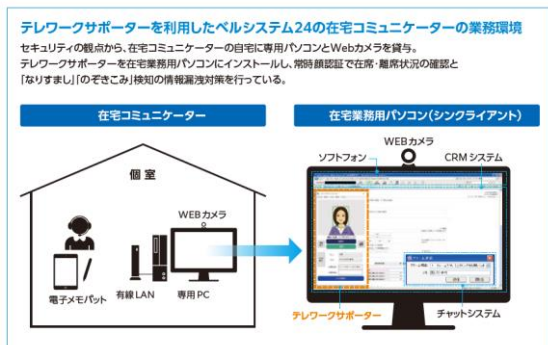 テレワークサポーターを利用したベルシステム24の在宅コミュニケーターの業務環境
セキュリティの観点から、在宅コミュニケーターの自宅に専用パソコンとWebカメラを貸与。
テレワークサポーターを在宅業務用パソコンにインストールし、常時顔認証で在席・離席状況の確認と
「なりすまし」「のぞきこみ」検知の情報漏洩対策を行っている。
在宅コミュニケーター
個室
WEBカメラ
電子メモパット
有線LAN
専用PC
在宅業務用パソコン(シンクライアント)
WEBカメラ
ソフトフォン
CRMシステム
テレワークサポーター
チャットシステム